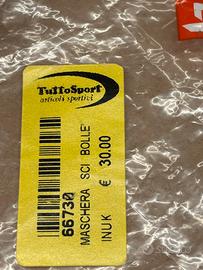 TuttoSport
articoli sportivi
66730
MASCHERA SCI BOLLE'
INUK € 30.00